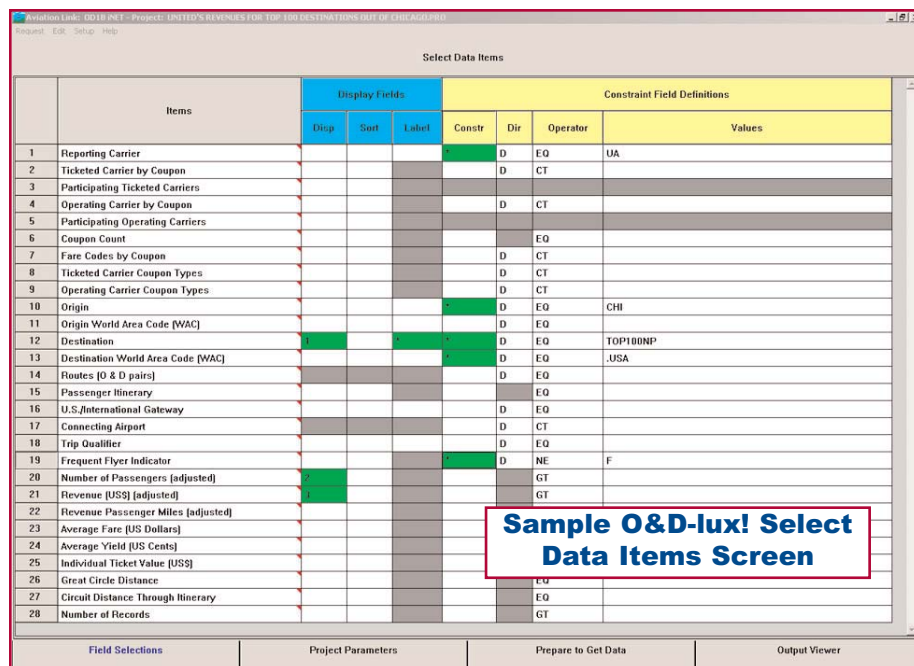 Aviation Link: OD1B iNET - Project: UNITED'S REVENUES FOR TOP 100 DESTINATIONS OUT OF CHICAGO.PRO
Request Edit Setup Help
Select Data Items
Items Display Fields Constraint Field Definitions
Disp Sort Label Constr Dir Operator Values
1 Reporting Carrier * D EQ UA
2 Ticketed Carrier by Coupon D CT
3 Participating Ticketed Carriers
4 Operating Carrier by Coupon D CT
5 Participating Operating Carriers
6 Coupon Count EQ
7 Fare Codes by Coupon D CT
8 Ticketed Carrier Coupon Types D CT
9 Operating Carrier Coupon Types D CT
10 Origin * D EQ CHI
11 Origin World Area Code (WAC) D EQ
12 Destination 1 * * D EQ TOP100NP
13 Destination World Area Code (WAC) * D EQ .USA
14 Routes (O & D pairs) D EQ
15 Passenger Itinerary EQ
16 U.S./International Gateway D EQ
17 Connecting Airport D CT
18 Trip Qualifier D EQ
19 Frequent Flyer Indicator * D NE F
20 Number of Passengers (adjusted) 2 GT
21 Revenue (US$) (adjusted) 3 GT
22 Revenue Passenger Miles (adjusted)
23 Average Fare (US Dollars)
24 Average Yield (US Cents)
25 Individual Ticket Value (US$)
26 Great Circle Distance EQ
27 Circuit Distance Through Itinerary EQ
28 Number of Records GT
Sample O&D-lux! Select
Data Items Screen
Field Selections Project Parameters Prepare to Get Data Output Viewer